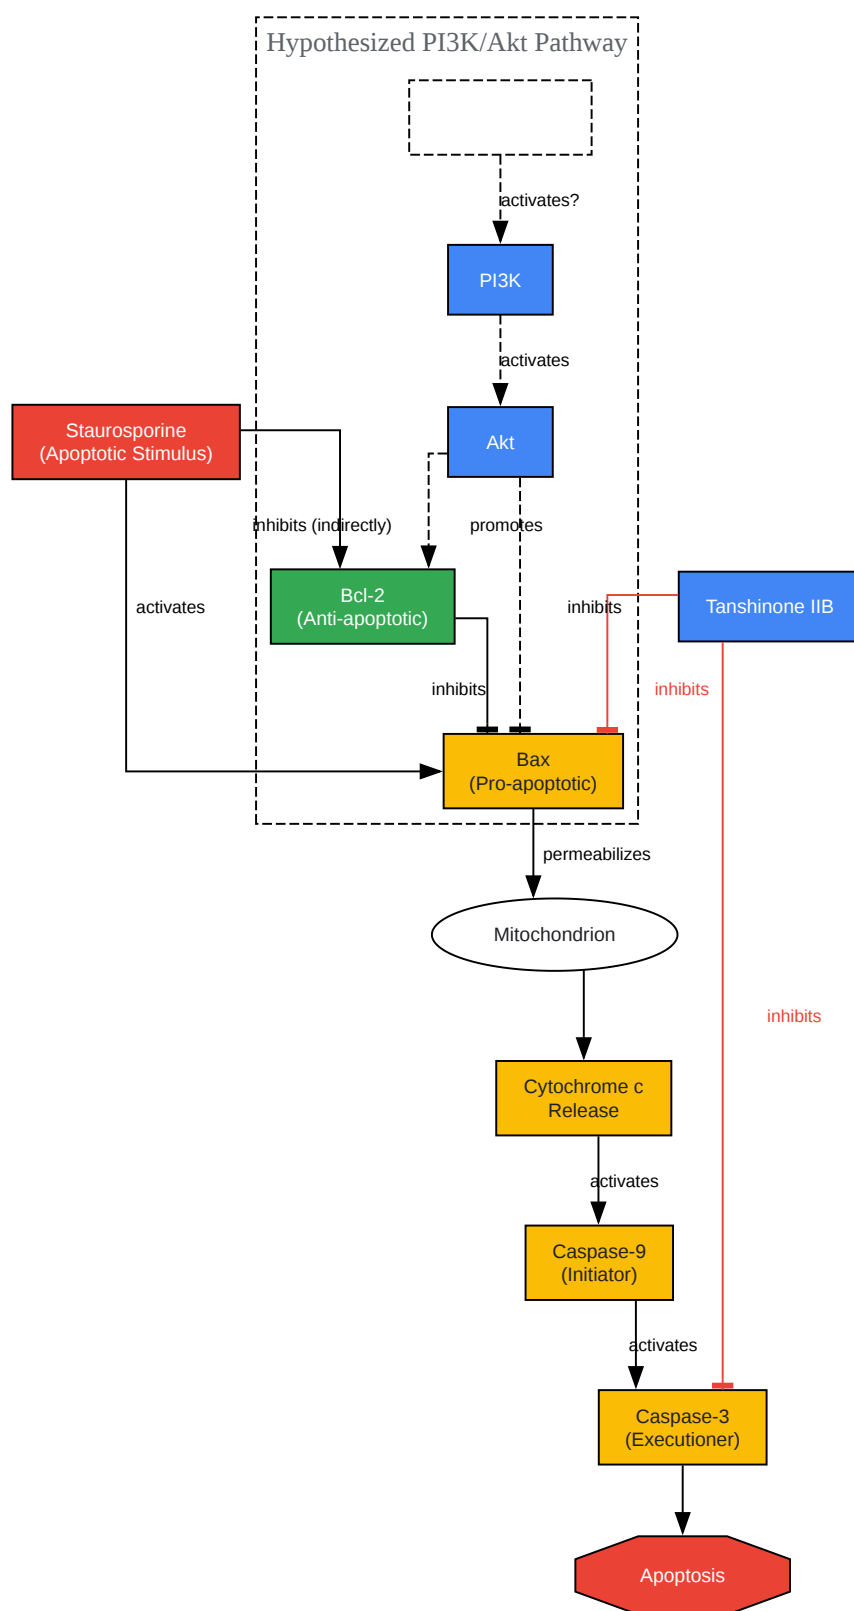 Hypothesized PI3K/Akt Pathway
activates?
PI3K
activates
Staurosporine
(Apoptotic Stimulus)
Akt
inhibits (indirectly)
promotes
activates
Bcl-2
(Anti-apoptotic)
inhibits
Tanshinone IIB
inhibits
inhibits
Bax
(Pro-apoptotic)
permeabilizes
Mitochondrion
inhibits
Cytochrome c
Release
activates
Caspase-9
(Initiator)
activates
Caspase-3
(Executioner)
Apoptosis